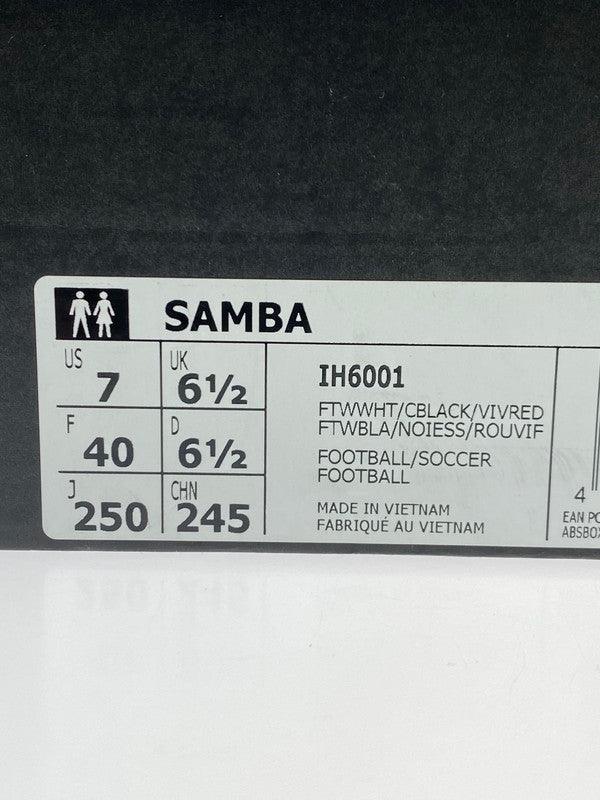 SAMBA
US 7 UK 6½
F 40 D 6½
J 250 CHN 245
IH6001
FTWWHT/CBLACK/VIVRED
FTWBLA/NOIESS/ROUVIF
FOOTBALL/SOCCER
FOOTBALL
MADE IN VIETNAM
FABRIQUÉ AU VIETNAM
4
EAN